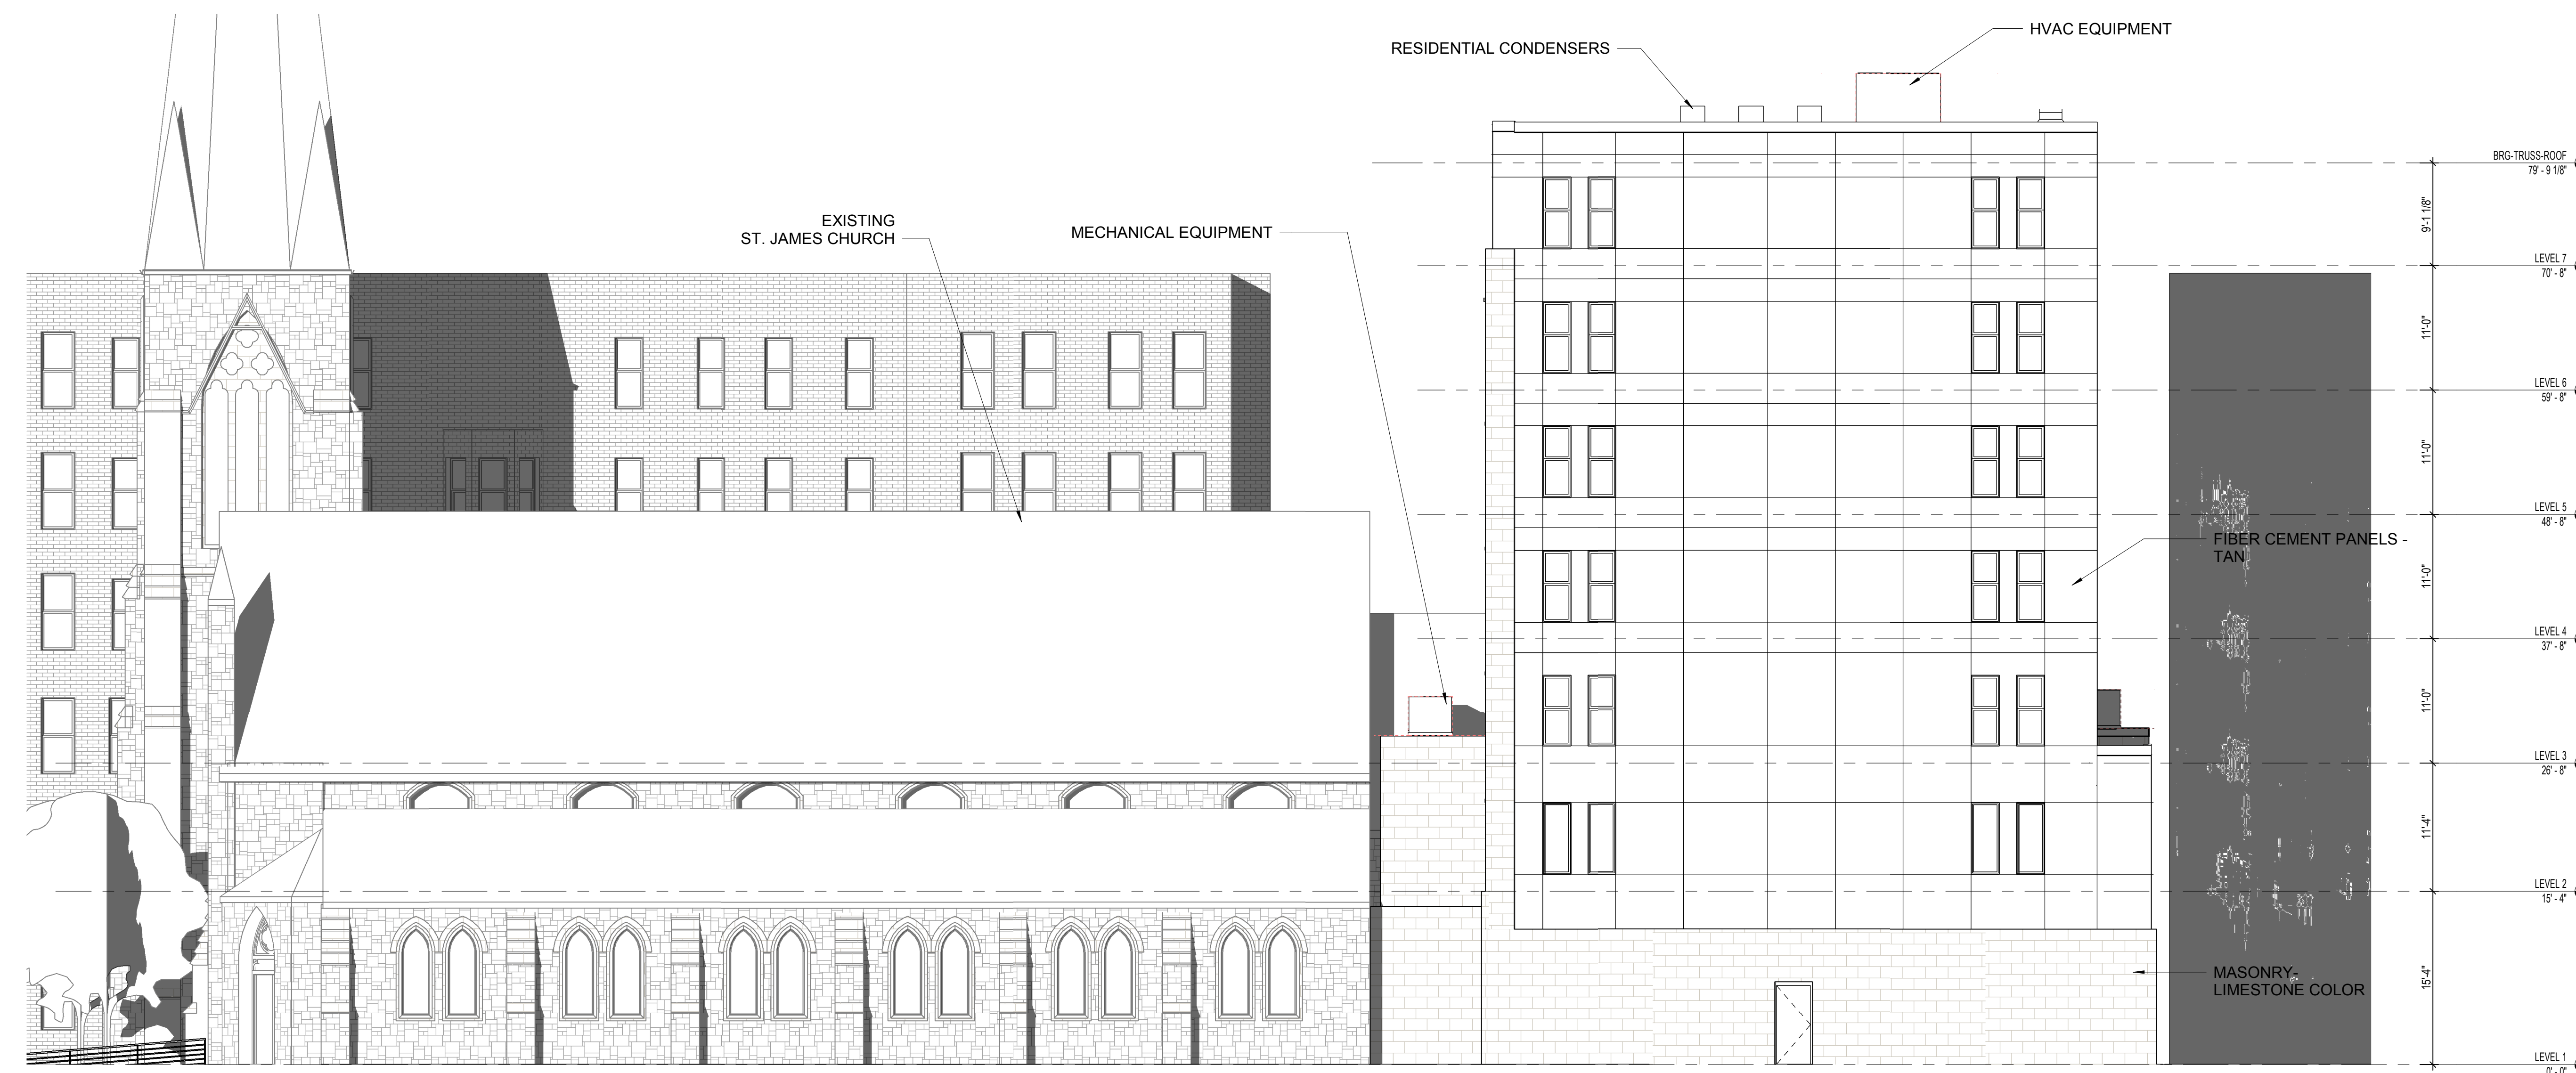 HVAC EQUIPMENT
RESIDENTIAL CONDENSERS
BRG-TRUSS-ROOF
79' - 9 1/8"
9'-1 1/8"
EXISTING
ST. JAMES CHURCH
MECHANICAL EQUIPMENT
LEVEL 7
70' - 8"
11'-0"
LEVEL 6
59' - 8"
11'-0"
LEVEL 5
48' - 8"
FIBER CEMENT PANELS -
TAN
11'-0"
LEVEL 4
37' - 8"
11'-0"
LEVEL 3
26' - 8"
11'-4"
LEVEL 2
15' - 4"
MASONRY-
LIMESTONE COLOR
15'-4"
LEVEL 1
0' - 0"